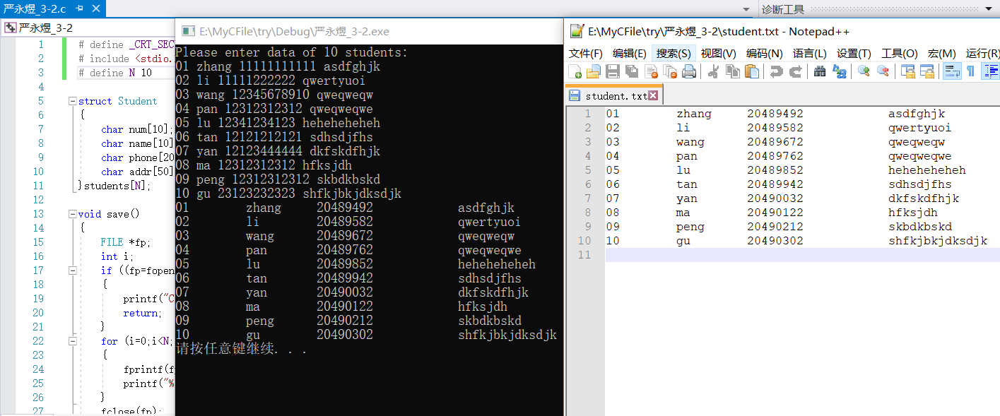 严永煜_3-2.c
诊断工具
严永煜_3-2
1 # define _CRT_SEC
2 # include <stdio.
3 # define N 10
4
5 struct Student
6 {
7 char num[10];
8 char name[10]
9 char phone[20
10 char addr[50]
11 }students[N];
12
13 void save()
14 {
15 FILE *fp;
16 int i;
17 if ((fp=fopen
18 {
19 printf("C
20 return;
21 }
22 for (i=0;i<N;
23 {
24 fprintf(f
25 printf("%
26 }
27 fclose(fp);
E:\MyCFile\try\Debug\严永煜_3-2.exe
Please enter data of 10 students:
01 zhang 11111111111 asdfghjk
02 li 11111222222 qwertyuoi
03 wang 12345678910 qweqweqw
04 pan 12312312312 qweqweqwe
05 lu 12341234123 heheheheheh
06 tan 12121212121 sdhsdjfhs
07 yan 12123444444 dkfskdfhjk
08 ma 12312312312 hfksjdh
09 peng 12312312312 skbdkbskd
10 gu 23123232323 shfkjbkjdksdjk
01 zhang 20489492 asdfghjk
02 li 20489582 qwertyuoi
03 wang 20489672 qweqweqw
04 pan 20489762 qweqweqwe
05 lu 20489852 heheheheheh
06 tan 20489942 sdhsdjfhs
07 yan 20490032 dkfskdfhjk
08 ma 20490122 hfksjdh
09 peng 20490212 skbdkbskd
10 gu 20490302 shfkjbkjdksdjk
请按任意键继续. . .
E:\MyCFile\try\严永煜_3-2\student.txt - Notepad++
文件(F) 编辑(E) 搜索(S) 视图(V) 编码(N) 语言(L) 设置(T) 工具(O) 宏(M) 运行(R)
student.txt
1 01 zhang 20489492 asdfghjk
2 02 li 20489582 qwertyuoi
3 03 wang 20489672 qweqweqw
4 04 pan 20489762 qweqweqwe
5 05 lu 20489852 heheheheheh
6 06 tan 20489942 sdhsdjfhs
7 07 yan 20490032 dkfskdfhjk
8 08 ma 20490122 hfksjdh
9 09 peng 20490212 skbdkbskd
10 10 gu 20490302 shfkjbkjdksdjk
11